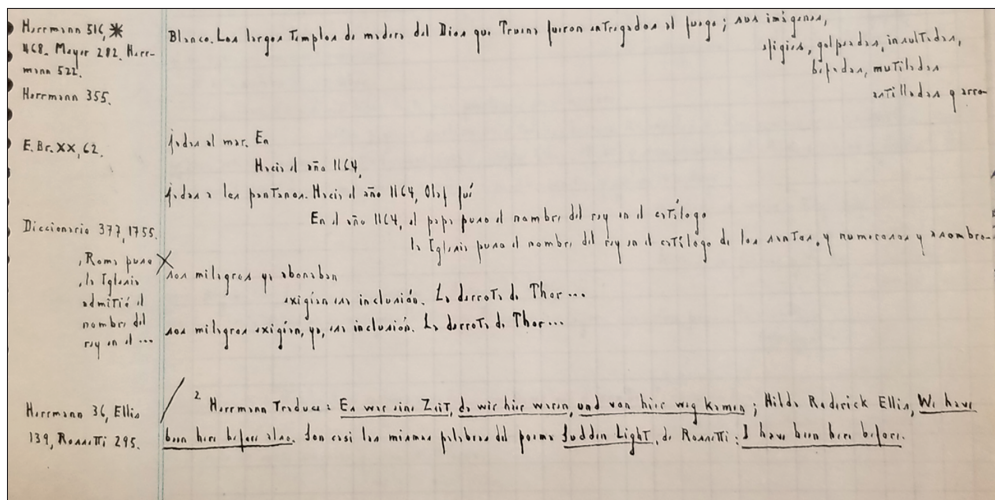 Herrmann 516, *
468. Meyer 282. Herr-
mann 522.
Herrmann 355.
E. Br. XX, 62.
Diccionario 377, 1755.
, Roma puso
, la Iglesia
admitió el
nombre del
rey en el ...
Herrmann 36, Ellis
139, Rossetti 295.
Blanco. Los largos templos de madera del Dios que Truena fueron entregados al fuego; sus imágenes,
efigies, golpeadas, insultadas,
befadas, mutiladas
astilladas y arro-
jadas al mar. En
Hacia el año 1164,
jadas a los pantanos. Hacia el año 1164, Olaf fué
En el año 1164, el papa puso el nombre del rey en el catálogo
la Iglesia puso el nombre del rey en el catálogo de los santos, y numerosos y asombro-
sos milagros ya abonaban
exigían esa inclusión. La derrota de Thor ...
sos milagros exigían, ya, esa inclusión. La derrota de Thor ...
2 Herrmann traduce: Es war eine Zeit, da wir hier waren, und von hier weg kamen; Hilda Roderick Ellis, We have
been here before also. Son casi las mismas palabras del poema Sudden Light, de Rossetti: I have been here before.